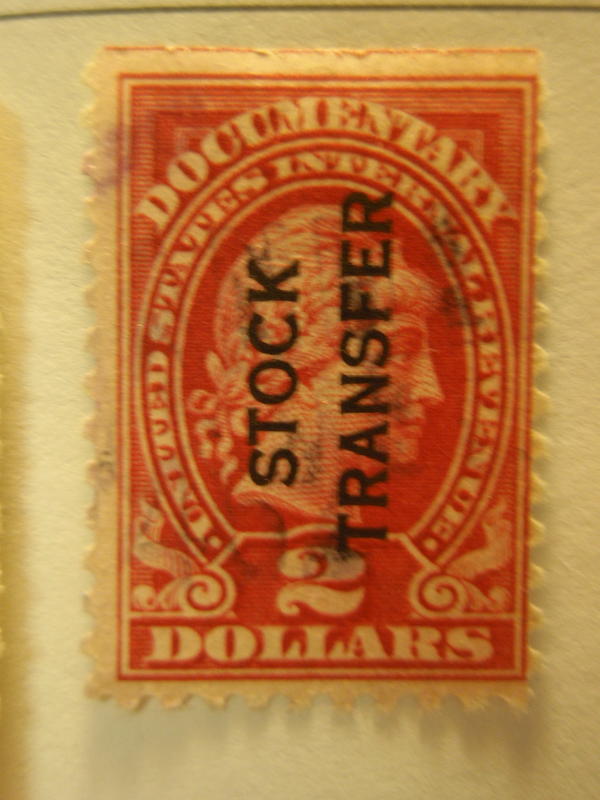 DOCUMENTARY
UNITED STATES INTERNAL REVENUE
STOCK
TRANSFER
2
DOLLARS